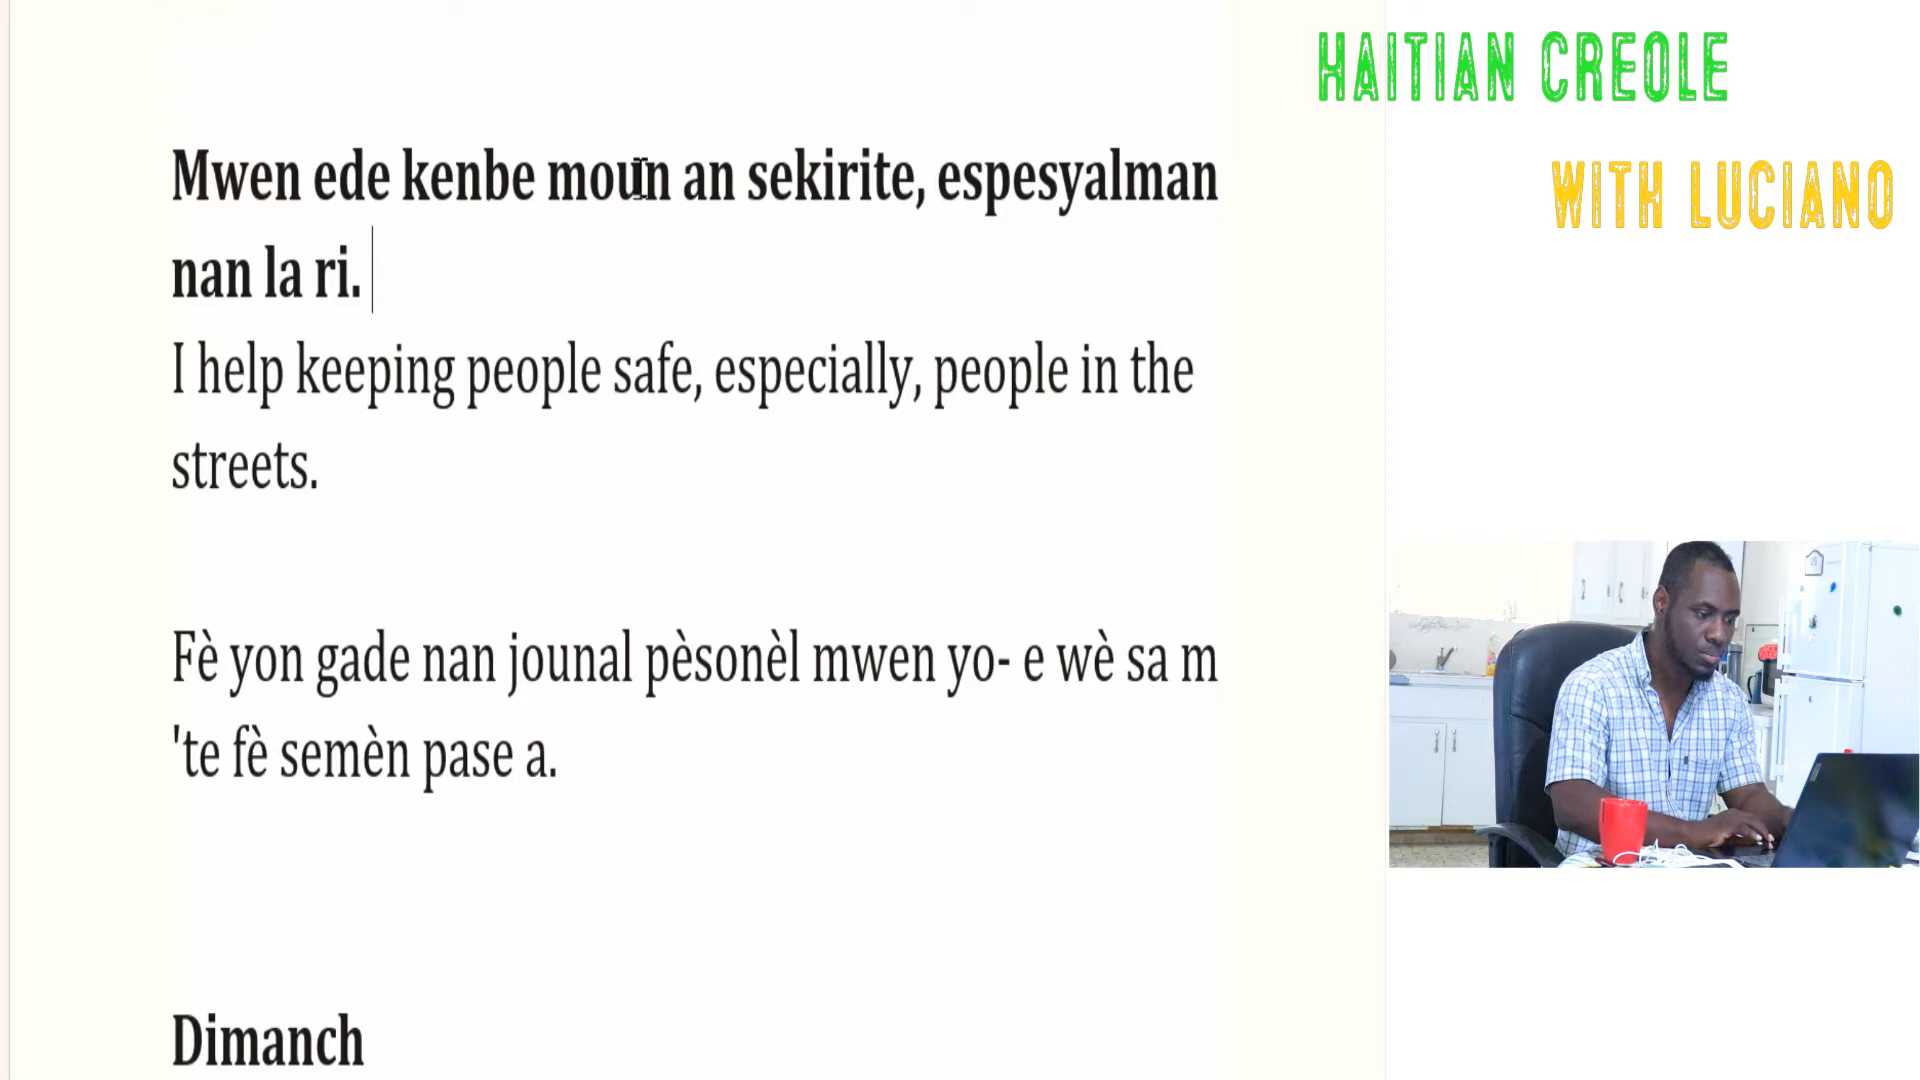 HAITIAN CREOLE
WITH LUCIANO
Mwen ede kenbe moun an sekirite, espesyalman
nan la ri.
I help keeping people safe, especially, people in the
streets.
Fè yon gade nan jounal pèsonèl mwen yo- e wè sa m
'te fè semèn pase a.
Dimanch